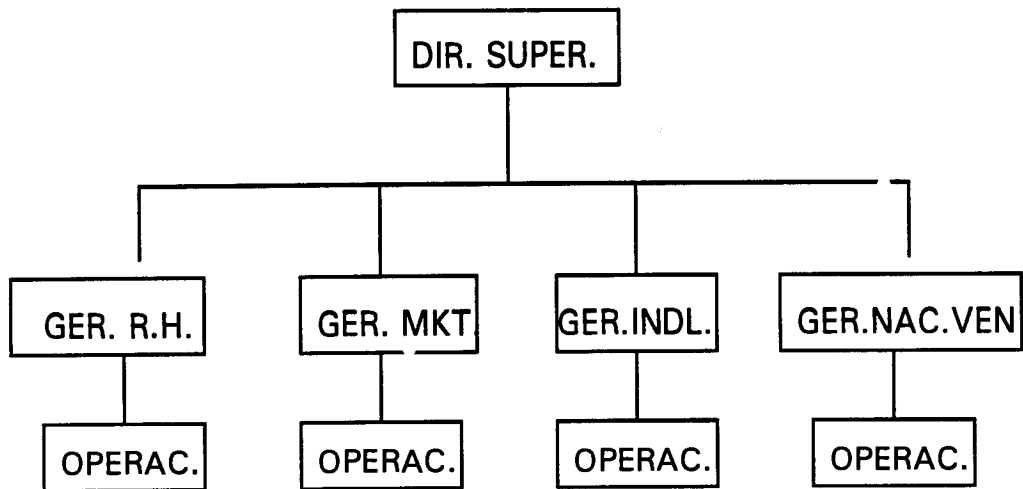 DIR. SUPER.
GER. R.H.
GER. MKT
GER.INDL.
GER.NAC.VEN
OPERAC.
OPERAC.
OPERAC.
OPERAC.